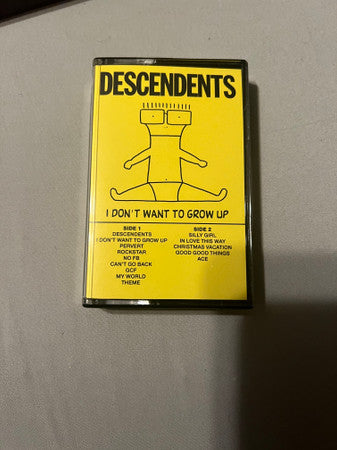 DESCENDENTS
I DON'T WANT TO GROW UP
SIDE 1
DESCENDENTS
I DON'T WANT TO GROW UP
PERVERT
ROCKSTAR
NO FB
CAN'T GO BACK
GCF
MY WORLD
THEME
SIDE 2
SILLY GIRL
IN LOVE THIS WAY
CHRISTMAS VACATION
GOOD GOOD THINGS
ACE